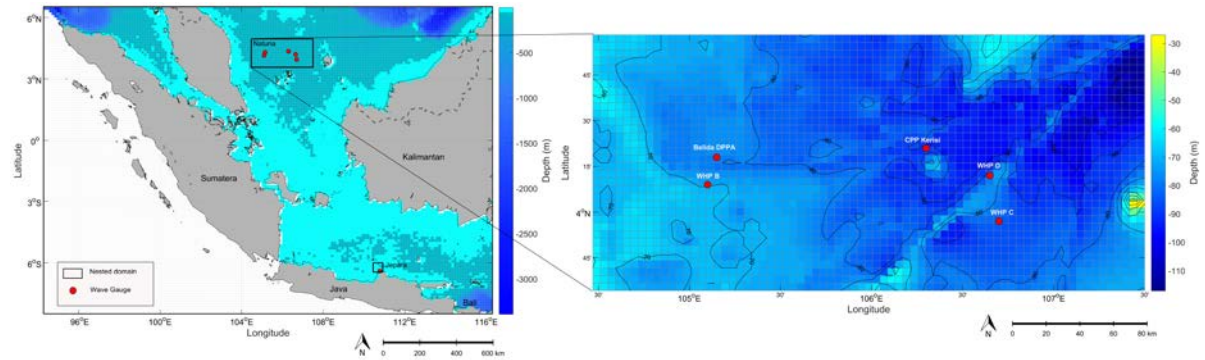 6°N
3°N
0°
3°S
6°S
Latitude
96°E
100°E
104°E
108°E
112°E
116°E
Longitude
Natuna
Sumatera
Kalimantan
Java
Bali
Nested domain
Wave Gauge
N
0 200 400 600 km
-500
-1000
-1500
-2000
-2500
-3000
Depth (m)
45'
30'
15'
4°N
45'
Latitude
Belida DPPA
WHP B
CPP Kerisi
WHP D
WHP C
30'
105°E
30'
106°E
30'
107°E
30'
Longitude
N
0 20 40 60 80 km
-30
-40
-50
-60
-70
-80
-90
-100
-110
Depth (m)